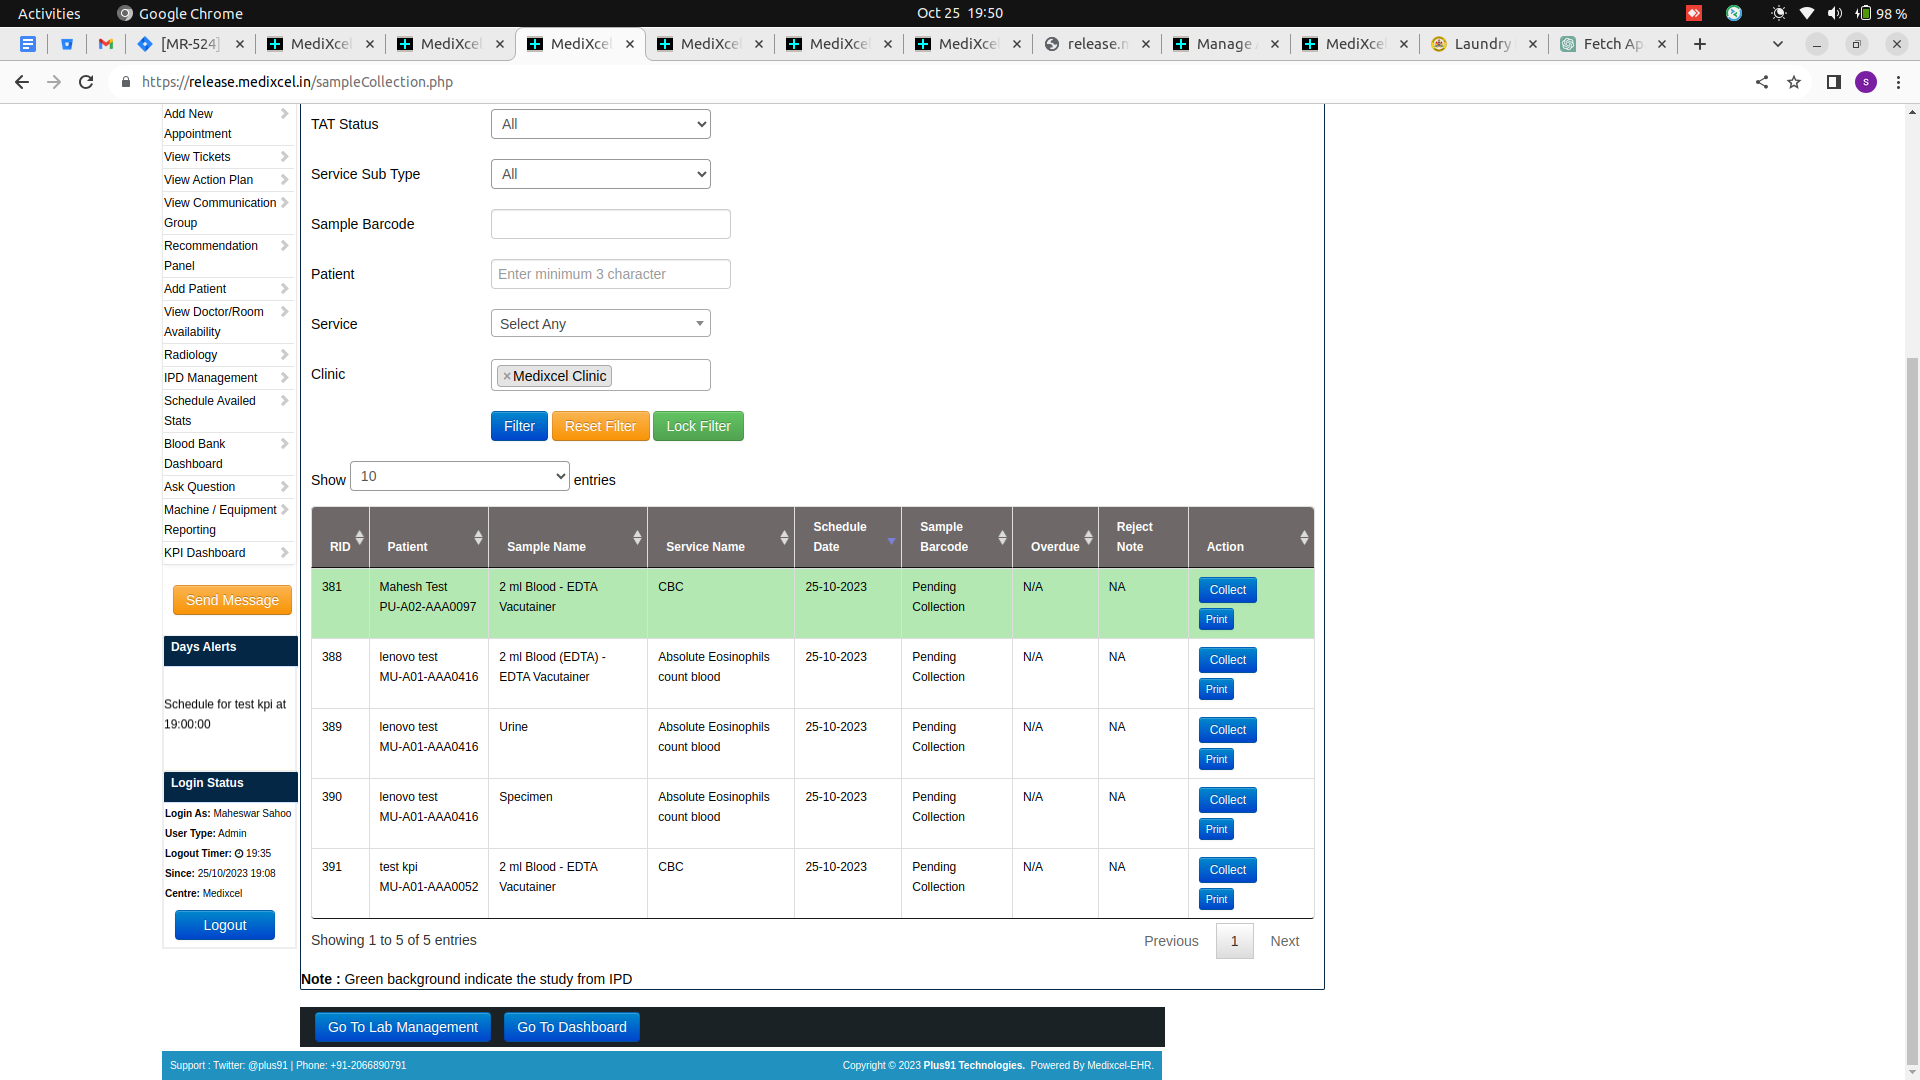 Activities
Google Chrome
Oct 25 19:50
98 %
[MR-524]
MediXcel
MediXcel
MediXcel
MediXcel
MediXcel
MediXcel
release.m
Manage
MediXcel
Laundry
Fetch Ap
https://release.medixcel.in/sampleCollection.php
S
Add New
Appointment
View Tickets
View Action Plan
View Communication
Group
Recommendation
Panel
Add Patient
View Doctor/Room
Availability
Radiology
IPD Management
Schedule Availed
Stats
Blood Bank
Dashboard
Ask Question
Machine / Equipment
Reporting
KPI Dashboard
Send Message
Days Alerts
Schedule for test kpi at
19:00:00
Login Status
Login As: Maheswar Sahoo
User Type: Admin
Logout Timer: 19:35
Since: 25/10/2023 19:08
Centre: Medixcel
Logout
TAT Status All
Service Sub Type All
Sample Barcode
Patient Enter minimum 3 character
Service Select Any
Clinic ×Medixcel Clinic
Filter Reset Filter Lock Filter
Show 10 entries
RID Patient Sample Name Service Name Schedule Date Sample Barcode Overdue Reject Note Action
381 Mahesh Test PU-A02-AAA0097 2 ml Blood - EDTA Vacutainer CBC 25-10-2023 Pending Collection N/A NA Collect Print
388 lenovo test MU-A01-AAA0416 2 ml Blood (EDTA) - EDTA Vacutainer Absolute Eosinophils count blood 25-10-2023 Pending Collection N/A NA Collect Print
389 lenovo test MU-A01-AAA0416 Urine Absolute Eosinophils count blood 25-10-2023 Pending Collection N/A NA Collect Print
390 lenovo test MU-A01-AAA0416 Specimen Absolute Eosinophils count blood 25-10-2023 Pending Collection N/A NA Collect Print
391 test kpi MU-A01-AAA0052 2 ml Blood - EDTA Vacutainer CBC 25-10-2023 Pending Collection N/A NA Collect Print
Showing 1 to 5 of 5 entries
Previous 1 Next
Note : Green background indicate the study from IPD
Go To Lab Management Go To Dashboard
Support : Twitter: @plus91 | Phone: +91-2066890791
Copyright © 2023 Plus91 Technologies. Powered By Medixcel-EHR.